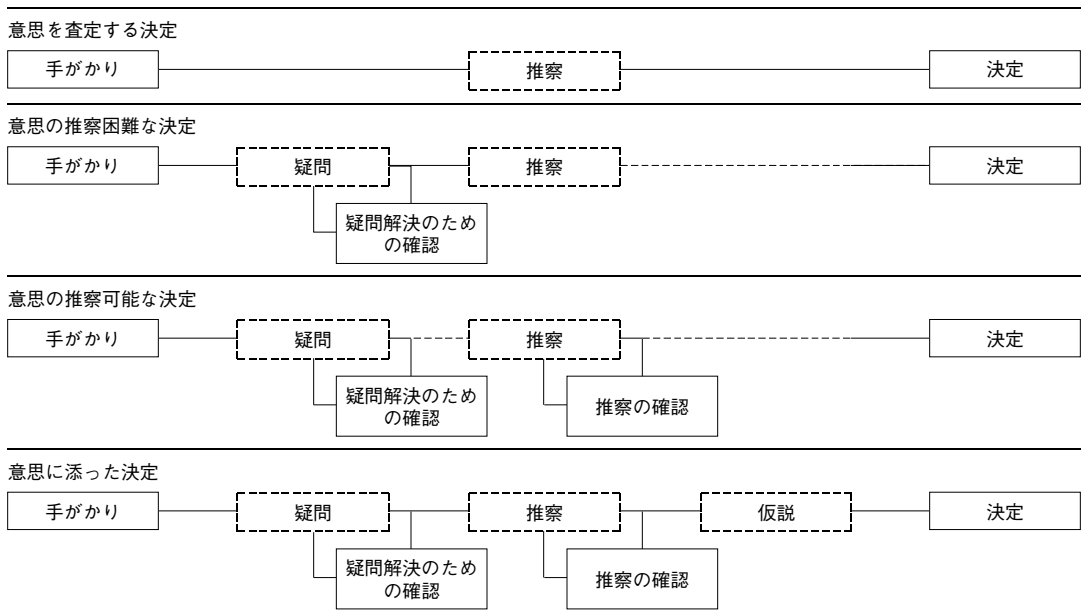 意思を査定する決定
手がかり
推察
決定
意思の推察困難な決定
手がかり
疑問
推察
決定
疑問解決のため
の確認
意思の推察可能な決定
手がかり
疑問
推察
決定
疑問解決のため
の確認
推察の確認
意思に添った決定
手がかり
疑問
推察
仮説
決定
疑問解決のため
の確認
推察の確認